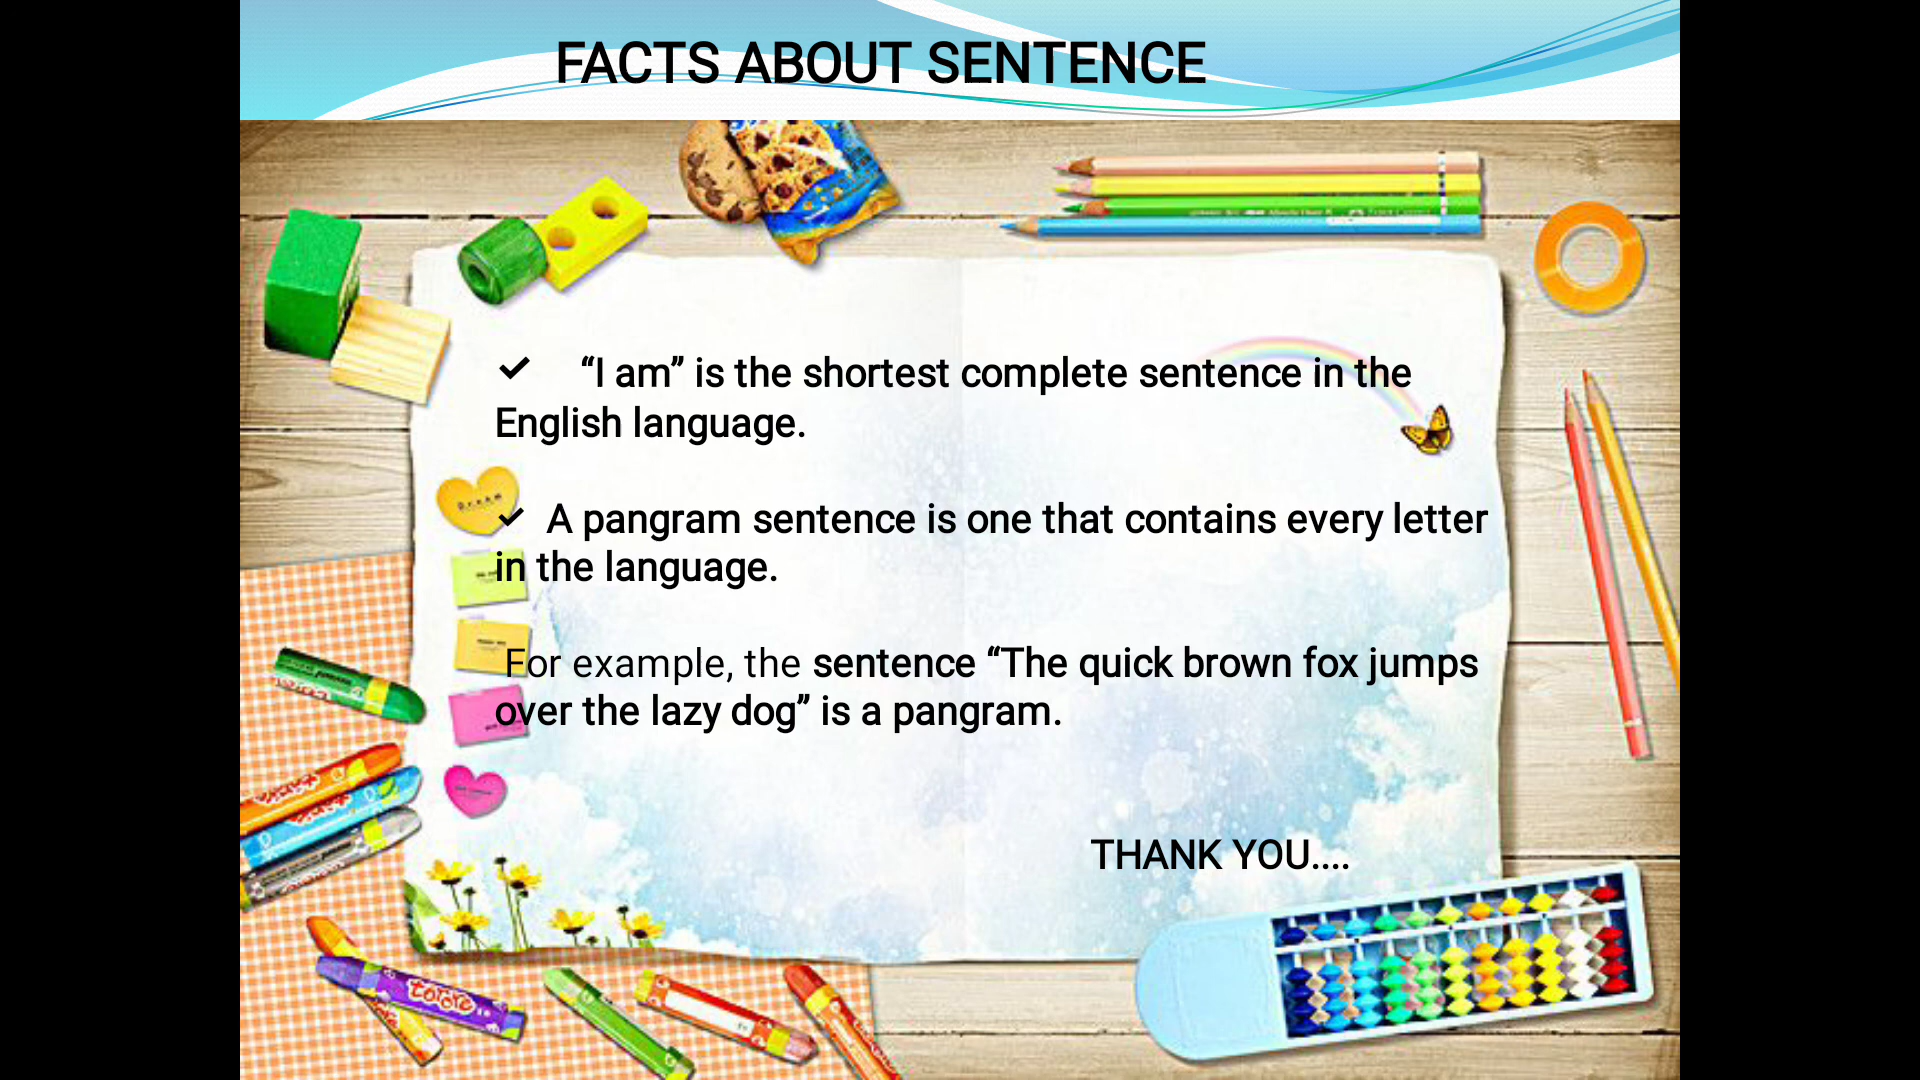 FACTS ABOUT SENTENCE
✓ “I am” is the shortest complete sentence in the
English language.
✓ A pangram sentence is one that contains every letter
in the language.
For example, the sentence “The quick brown fox jumps
over the lazy dog” is a pangram.
THANK YOU....
Dream
tororo